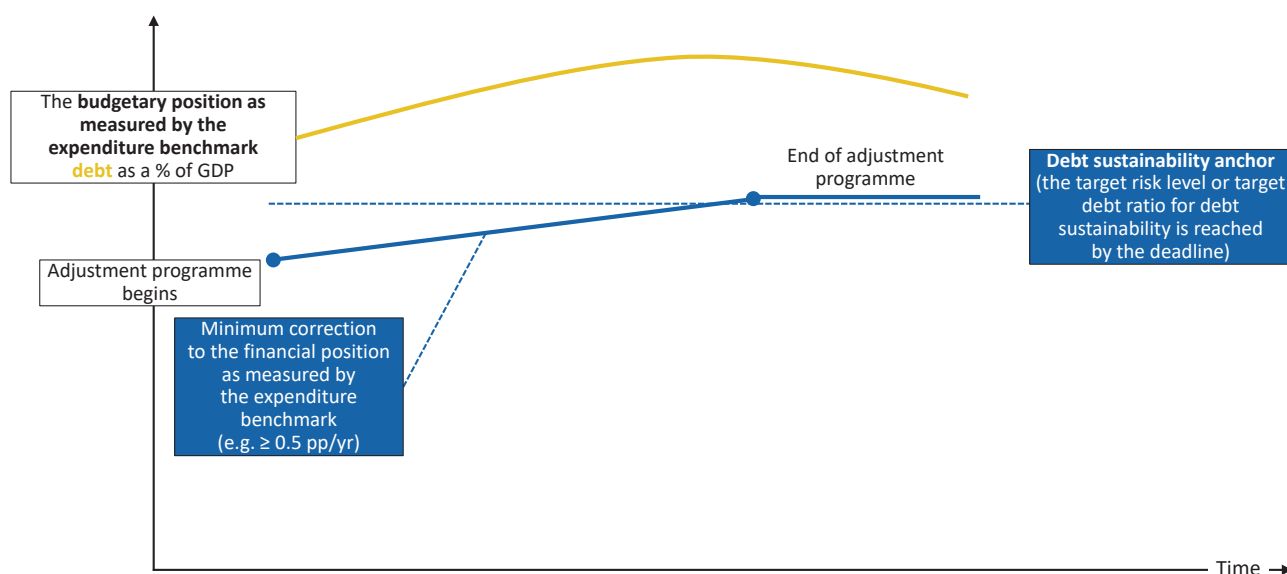 The budgetary position as
measured by the
expenditure benchmark
debt as a % of GDP
End of adjustment
programme
Debt sustainability anchor
(the target risk level or target
debt ratio for debt
sustainability is reached
by the deadline)
Adjustment programme
begins
Minimum correction
to the financial position
as measured by
the expenditure
benchmark
(e.g. ≥ 0.5 pp/yr)
Time